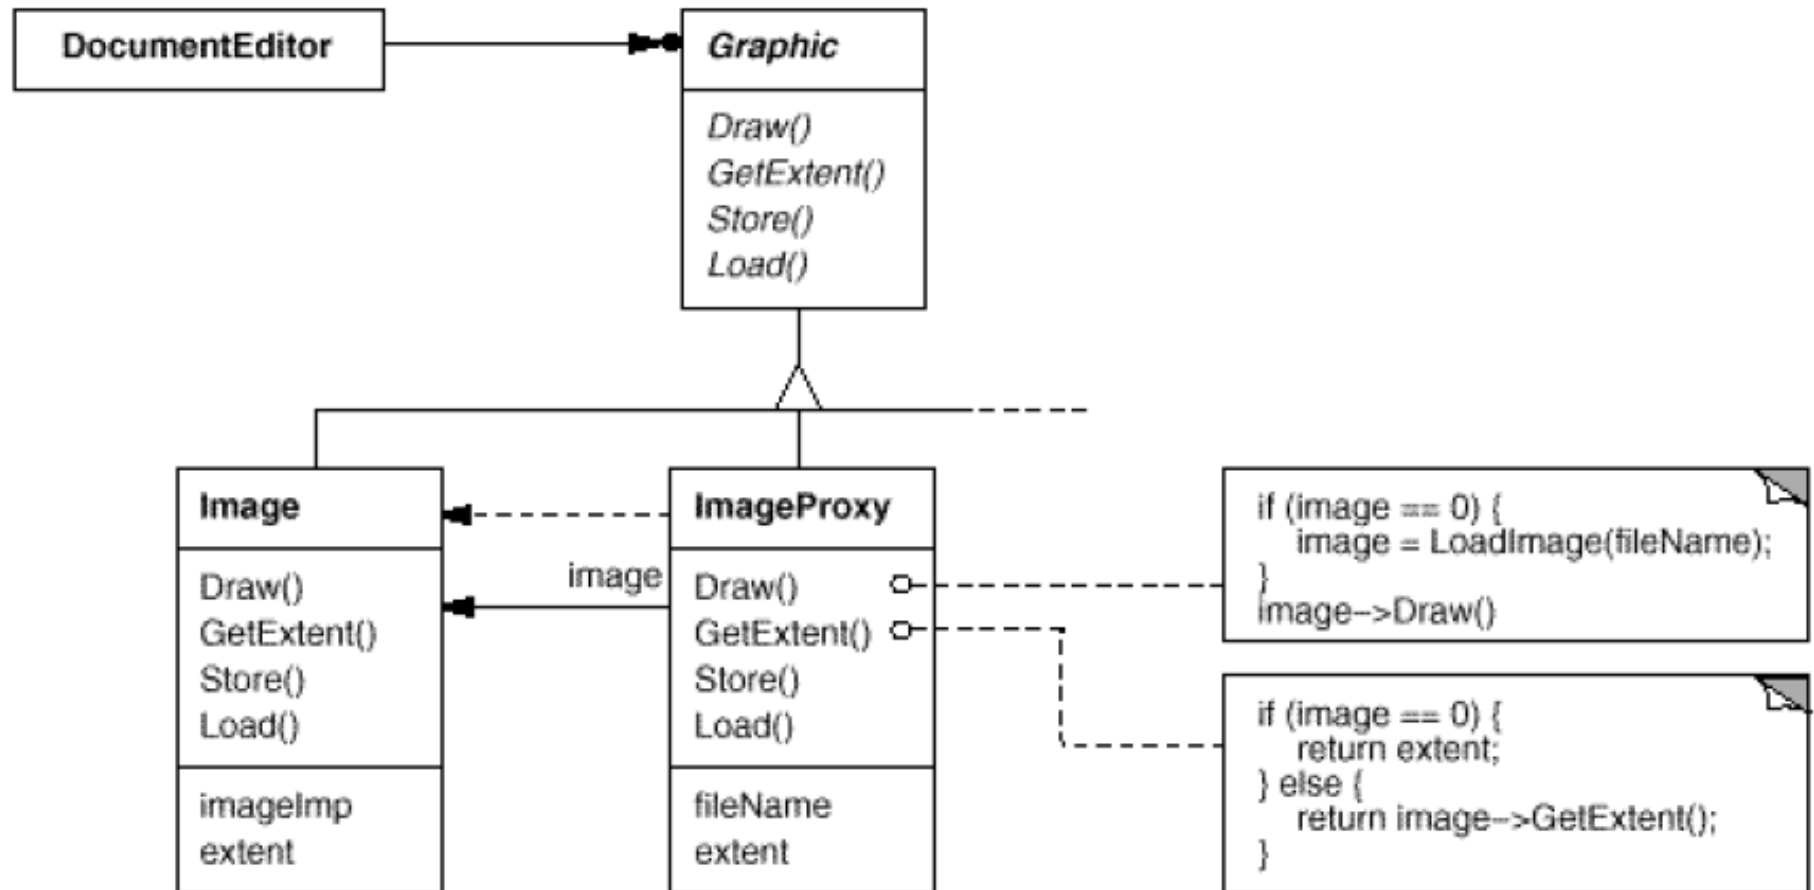 DocumentEditor
Graphic
Draw()
GetExtent()
Store()
Load()
Image
Draw()
GetExtent()
Store()
Load()
imageImp
extent
image
ImageProxy
Draw()
GetExtent()
Store()
Load()
fileName
extent
if (image == 0) {
image = LoadImage(fileName);
}
image–>Draw()
if (image == 0) {
return extent;
} else {
return image–>GetExtent();
}